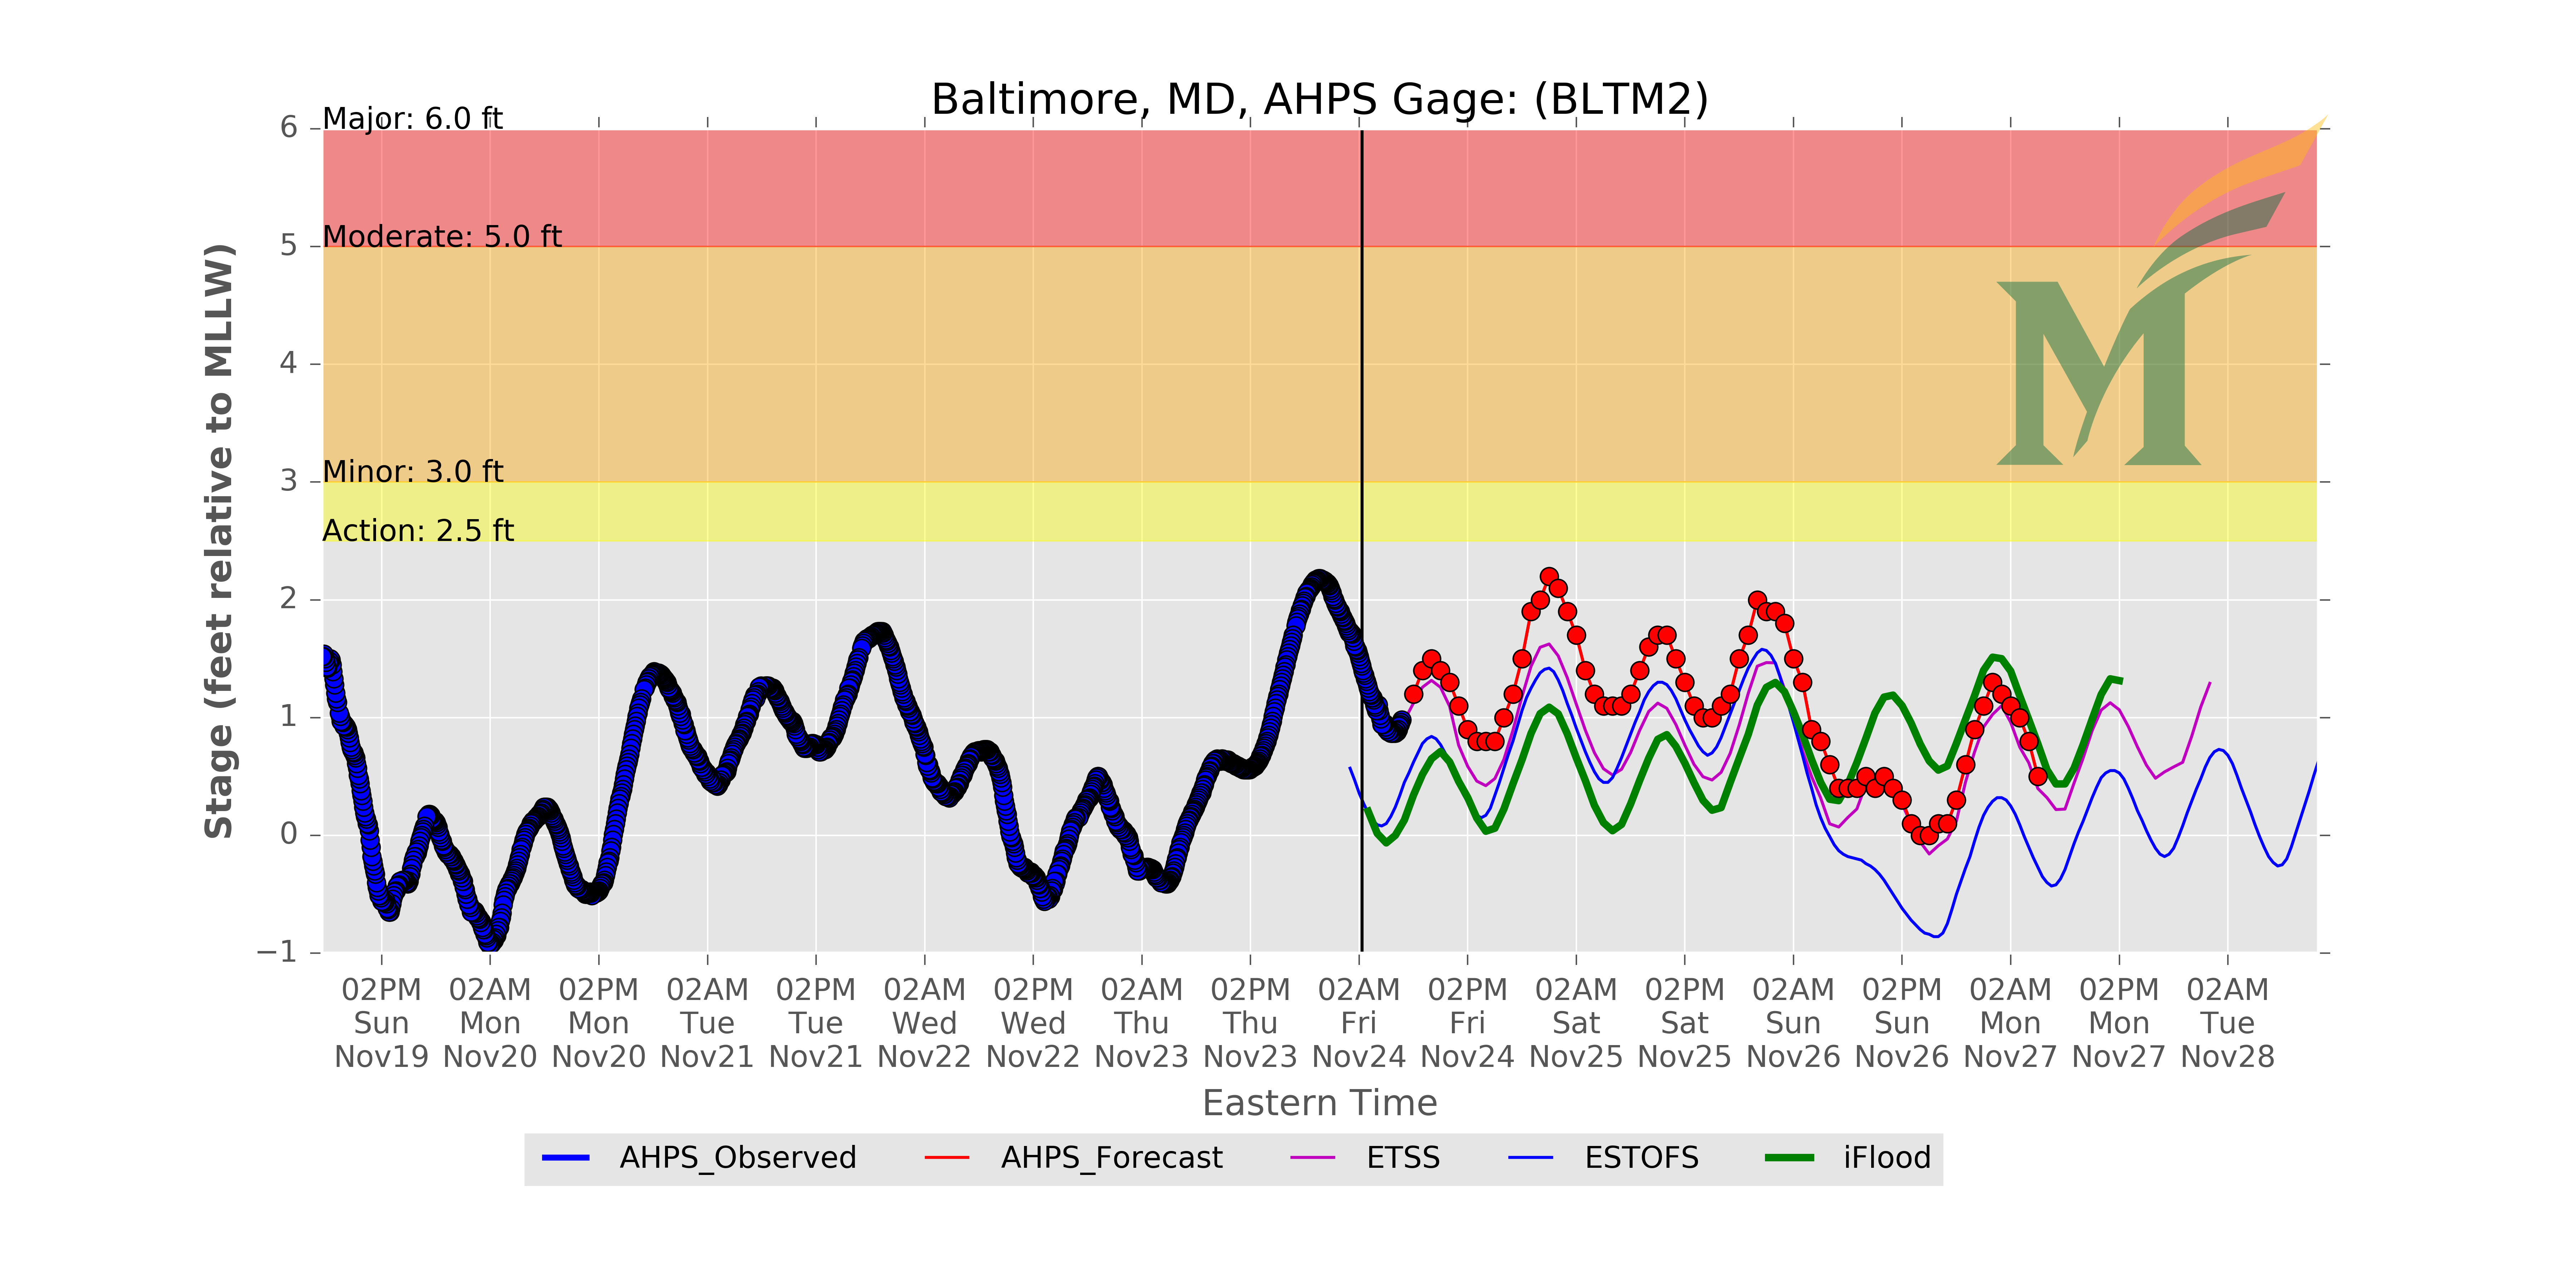 Baltimore, MD, AHPS Gage: (BLTM2)
Major: 6.0 ft
Moderate: 5.0 ft
Minor: 3.0 ft
Action: 2.5 ft
6
5
4
3
2
1
0
−1
Stage (feet relative to MLLW)
02PM 02AM 02PM 02AM 02PM 02AM 02PM 02AM 02PM 02AM 02PM 02AM 02PM 02AM 02PM 02AM 02PM 02AM
Sun Mon Mon Tue Tue Wed Wed Thu Thu Fri Fri Sat Sat Sun Sun Mon Mon Tue
Nov19 Nov20 Nov20 Nov21 Nov21 Nov22 Nov22 Nov23 Nov23 Nov24 Nov24 Nov25 Nov25 Nov26 Nov26 Nov27 Nov27 Nov28
Eastern Time
AHPS_Observed AHPS_Forecast ETSS ESTOFS iFlood
M